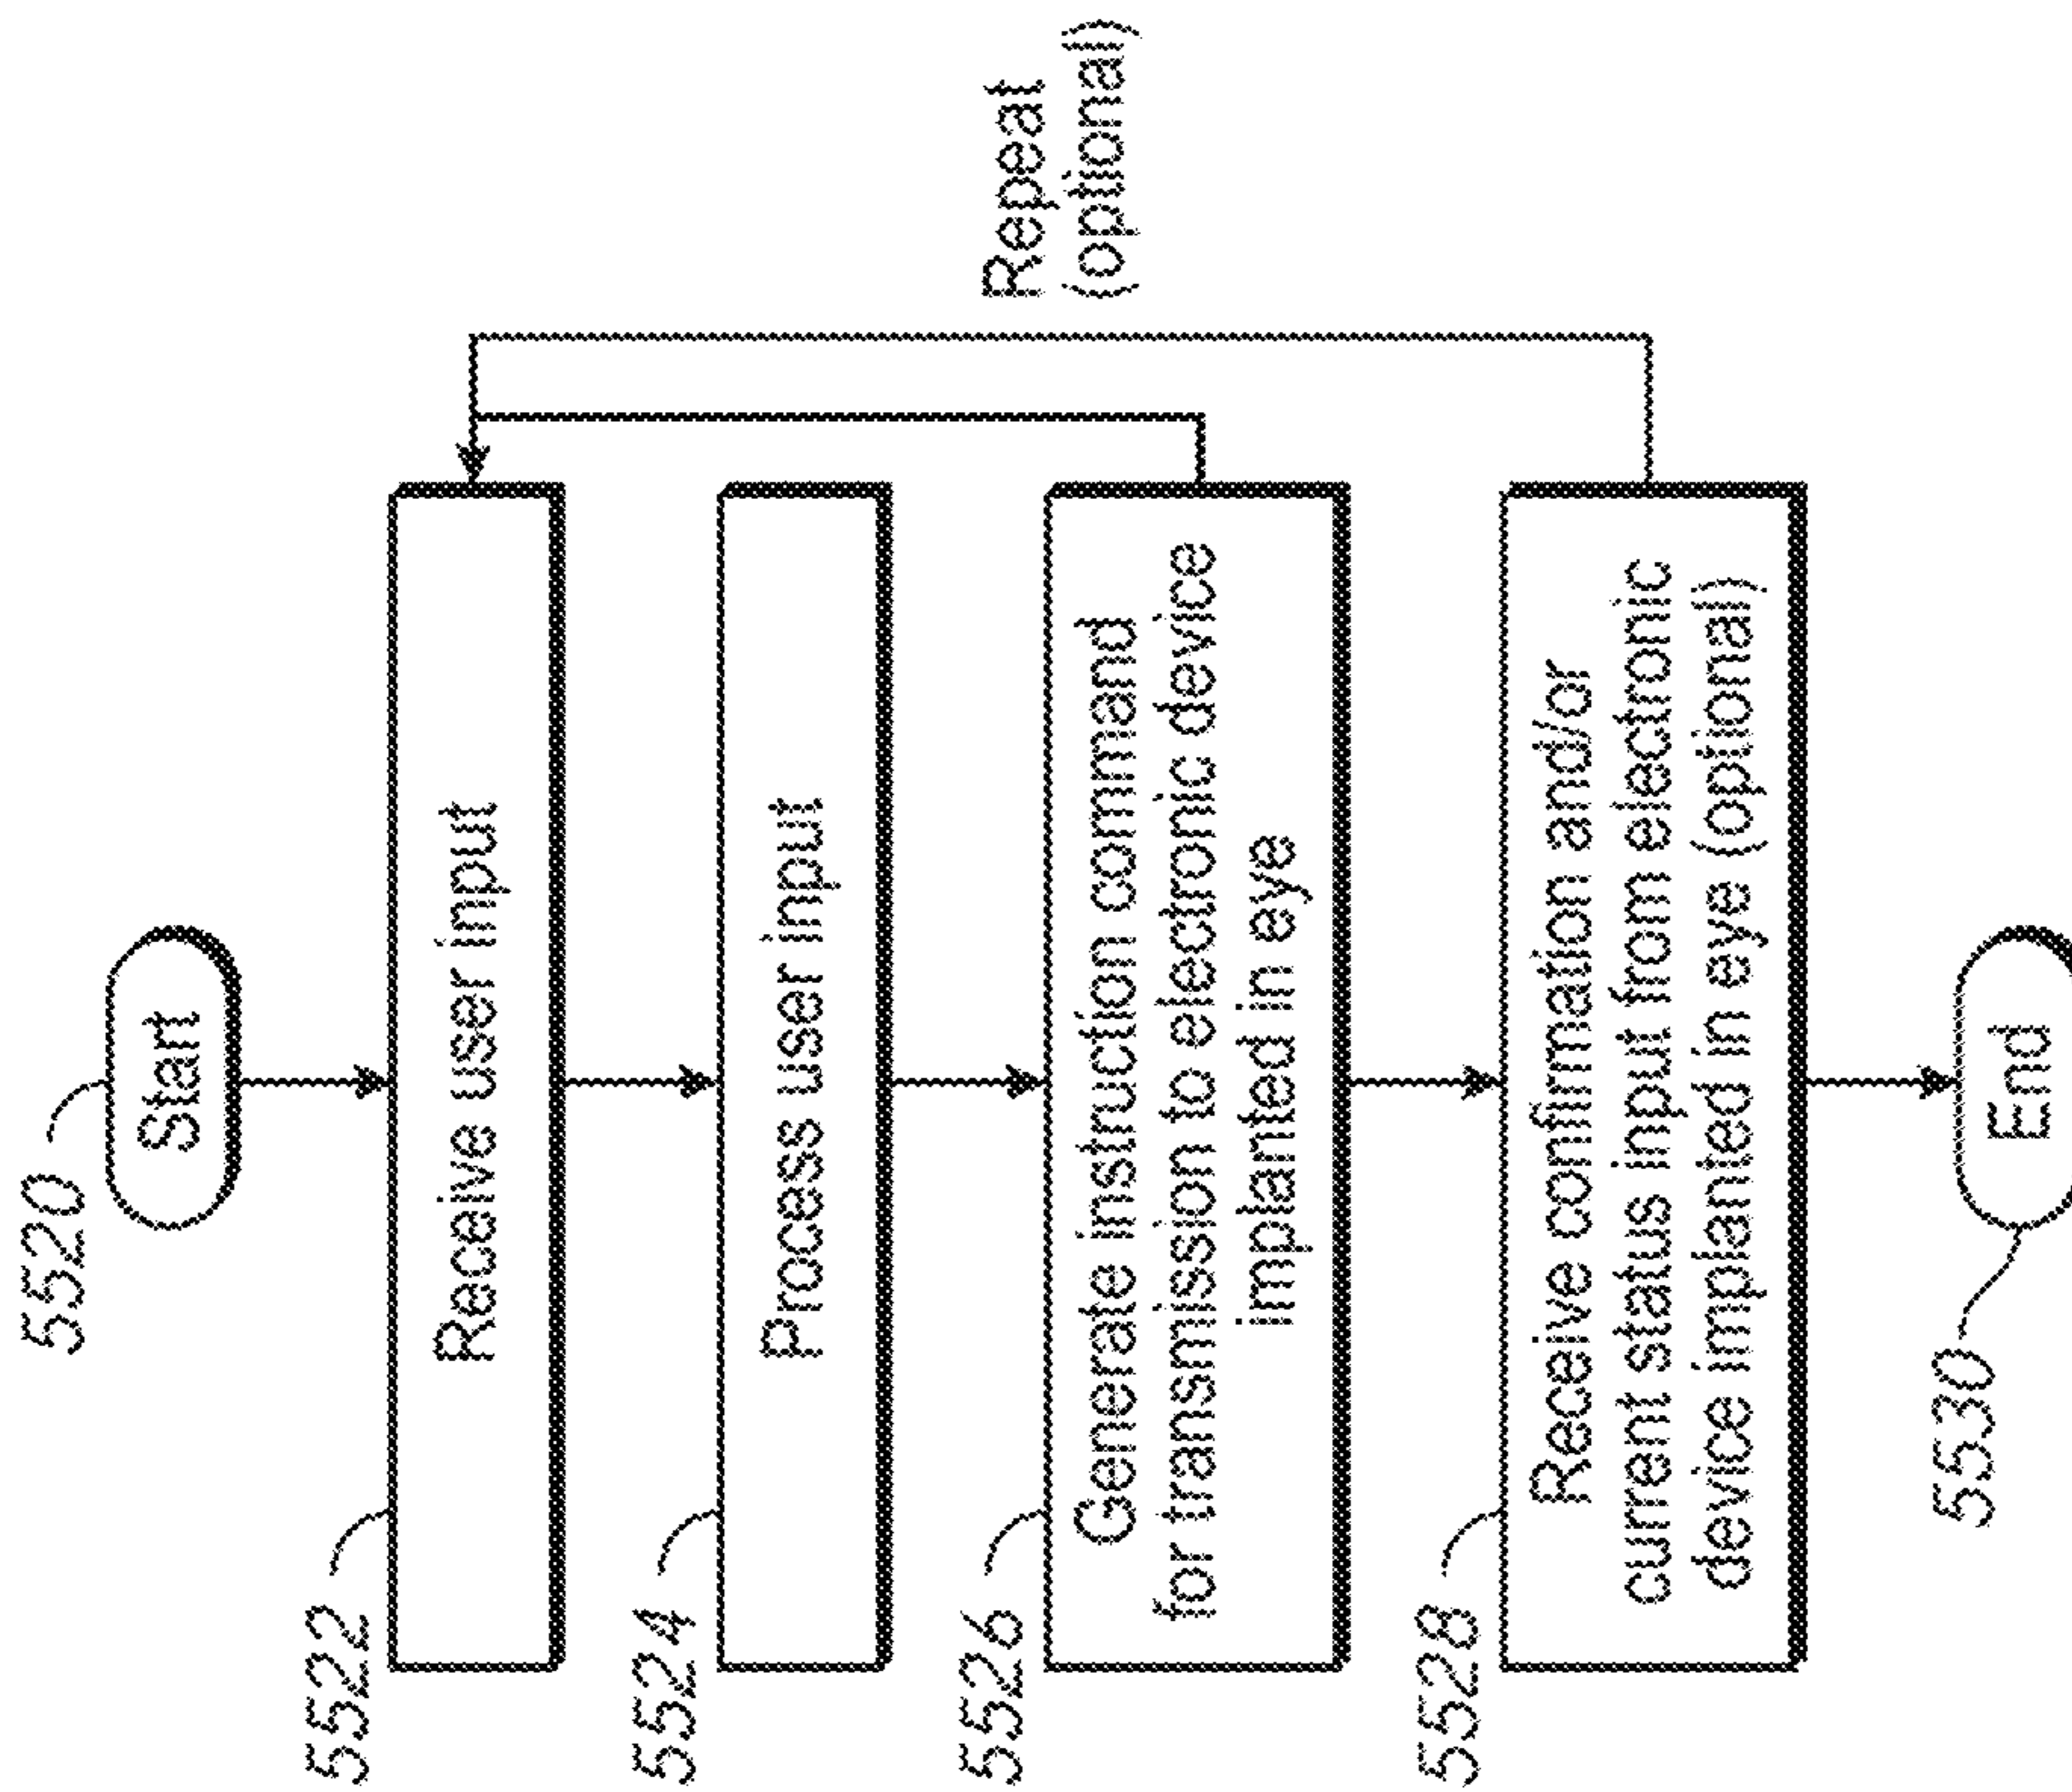 5520
Start
5522
Receive user input
5524
Process user input
5526
Generate instruction command
for transmission to electronic device
implanted in eye
5528
Receive confirmation and/or
current status input from electronic
device implanted in eye (optional)
Repeat
(optional)
5530
End